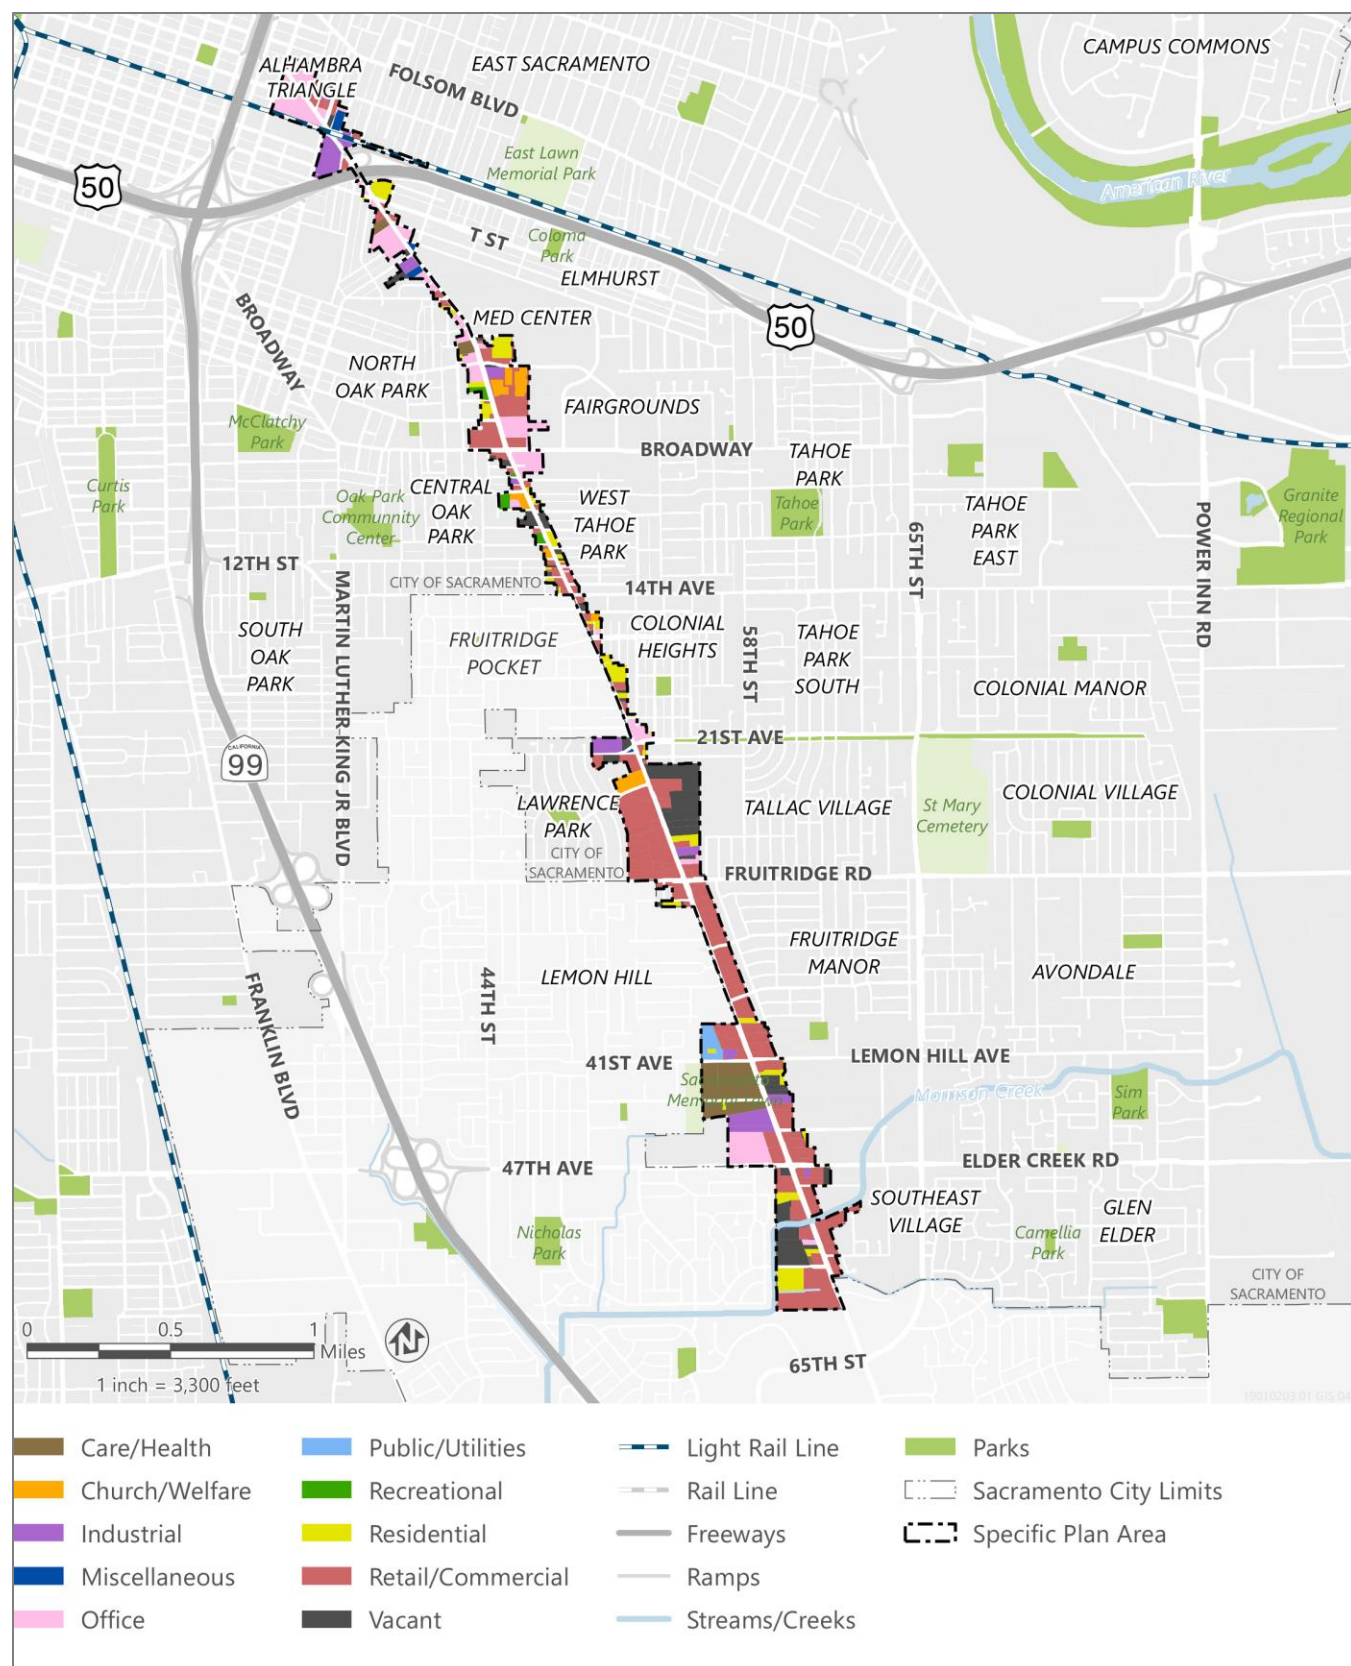 CAMPUS COMMONS
ALHAMBRA
TRIANGLE
FOLSOM BLVD
EAST SACRAMENTO
East Lawn
Memorial Park
American River
50
T ST
Coloma
Park
ELMHURST
BROADWAY
MED CENTER
50
NORTH
OAK PARK
McClatchy
Park
FAIRGROUNDS
BROADWAY
TAHOE
PARK
Curtis
Park
Oak Park
Communnity
Center
CENTRAL
OAK
PARK
WEST
TAHOE
PARK
Tahoe
Park
TAHOE
PARK
EAST
Granite
Regional
Park
65TH ST
POWER INN RD
12TH ST
CITY OF SACRAMENTO
14TH AVE
MARTIN LUTHER KING JR BLVD
SOUTH
OAK
PARK
FRUITRIDGE
POCKET
COLONIAL
HEIGHTS
58TH ST
TAHOE
PARK
SOUTH
COLONIAL MANOR
CALIFORNIA
99
21ST AVE
LAWRENCE
PARK
TALLAC VILLAGE
St Mary
Cemetery
COLONIAL VILLAGE
CITY OF
SACRAMENTO
FRUITRIDGE RD
FRUITRIDGE
MANOR
AVONDALE
LEMON HILL
44TH ST
FRANKLIN BLVD
41ST AVE
LEMON HILL AVE
Morrison Creek
Sim
Park
47TH AVE
ELDER CREEK RD
SOUTHEAST
VILLAGE
GLEN
ELDER
Nicholas
Park
Camellia
Park
CITY OF
SACRAMENTO
0 0.5 1
Miles
N
1 inch = 3,300 feet
65TH ST
Care/Health
Church/Welfare
Industrial
Miscellaneous
Office
Public/Utilities
Recreational
Residential
Retail/Commercial
Vacant
Light Rail Line
Rail Line
Freeways
Ramps
Streams/Creeks
Parks
Sacramento City Limits
Specific Plan Area